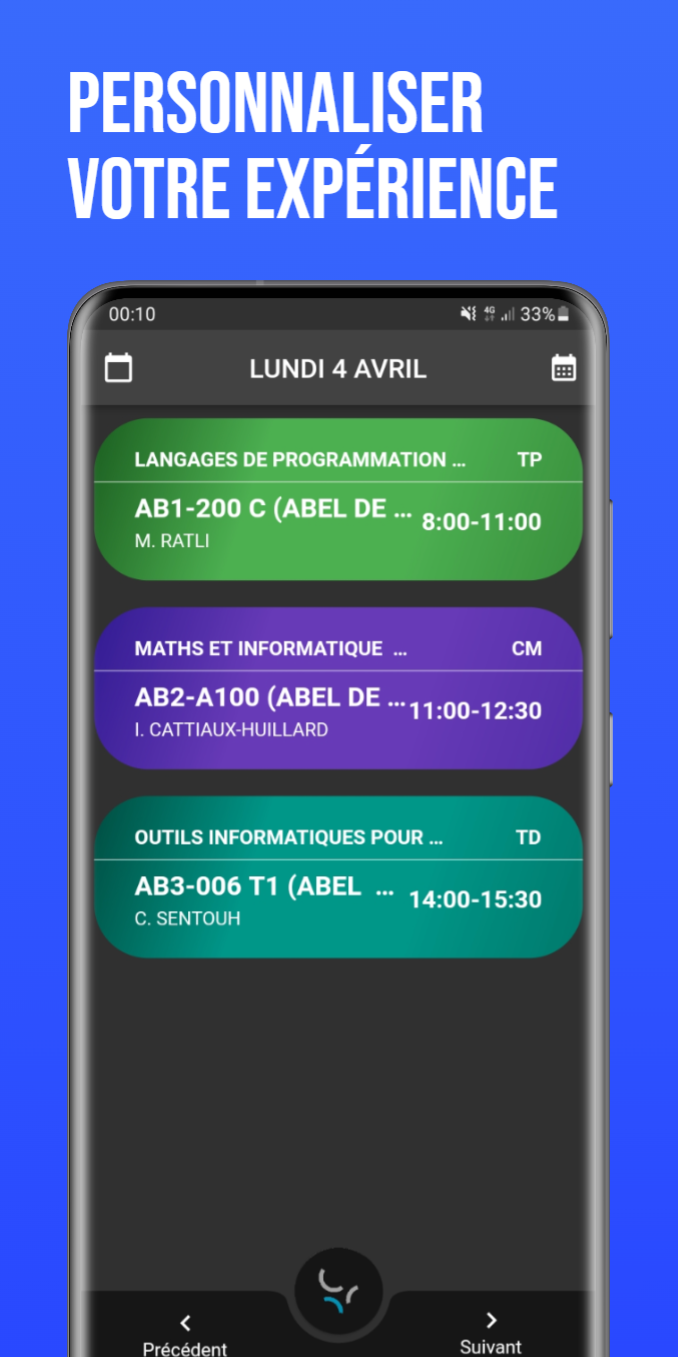 PERSONNALISER
VOTRE EXPÉRIENCE
00:10 4G 33%
LUNDI 4 AVRIL
LANGAGES DE PROGRAMMATION ... TP
AB1-200 C (ABEL DE ... 8:00-11:00
M. RATLI
MATHS ET INFORMATIQUE ... CM
AB2-A100 (ABEL DE ... 11:00-12:30
I. CATTIAUX-HUILLARD
OUTILS INFORMATIQUES POUR ... TD
AB3-006 T1 (ABEL ... 14:00-15:30
C. SENTOUH
Précédent Suivant